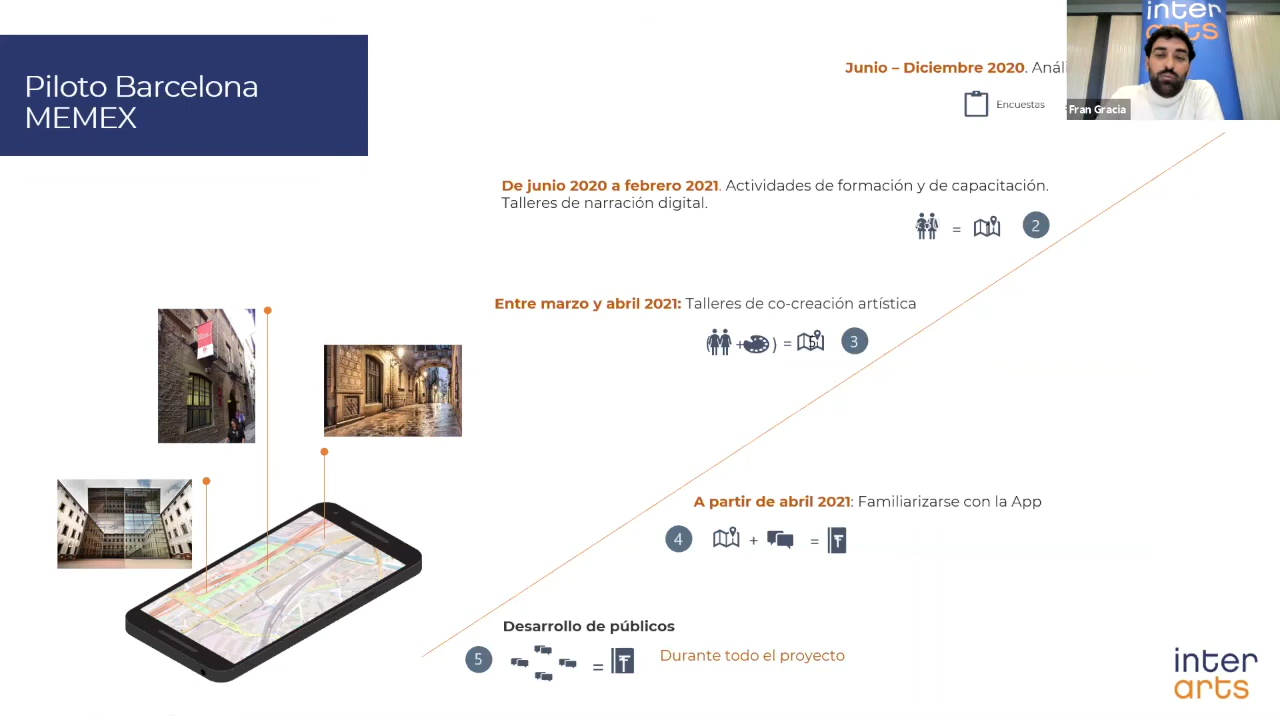 Piloto Barcelona
MEMEX
Junio – Diciembre 2020. Anál
Encuestas
inter
arts
Fran Gracia
De junio 2020 a febrero 2021. Actividades de formación y de capacitación.
Talleres de narración digital.
= 2
Entre marzo y abril 2021: Talleres de co-creación artística
( + ) = 5 3
A partir de abril 2021: Familiarizarse con la App
4 + =
Desarrollo de públicos
5 = Durante todo el proyecto
inter
arts